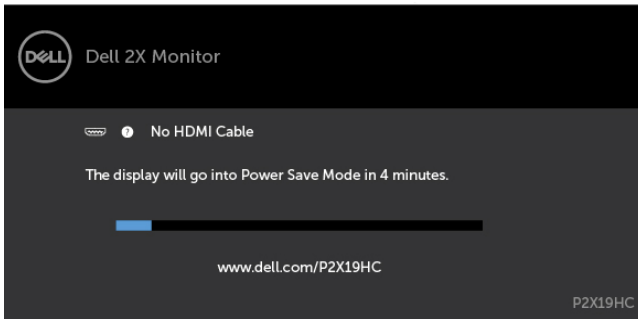 DELL
Dell 2X Monitor
? No HDMI Cable
The display will go into Power Save Mode in 4 minutes.
www.dell.com/P2X19HC
P2X19HC